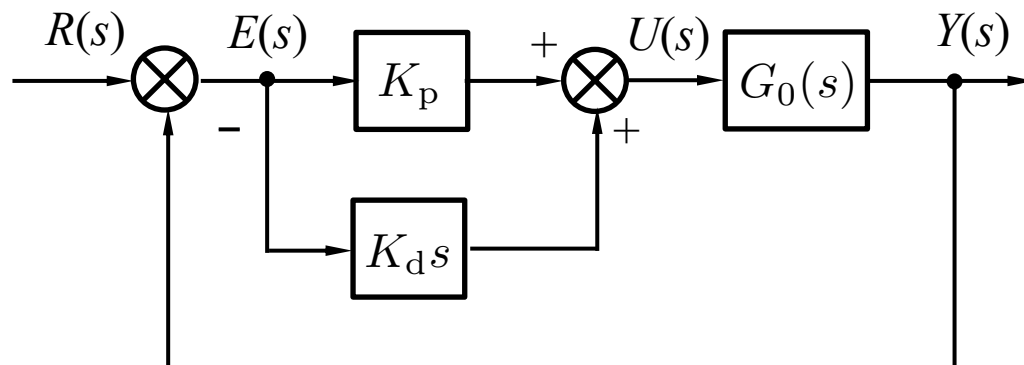 R(s) E(s) + U(s) Y(s)
K_p G_0(s)
− +
K_d s